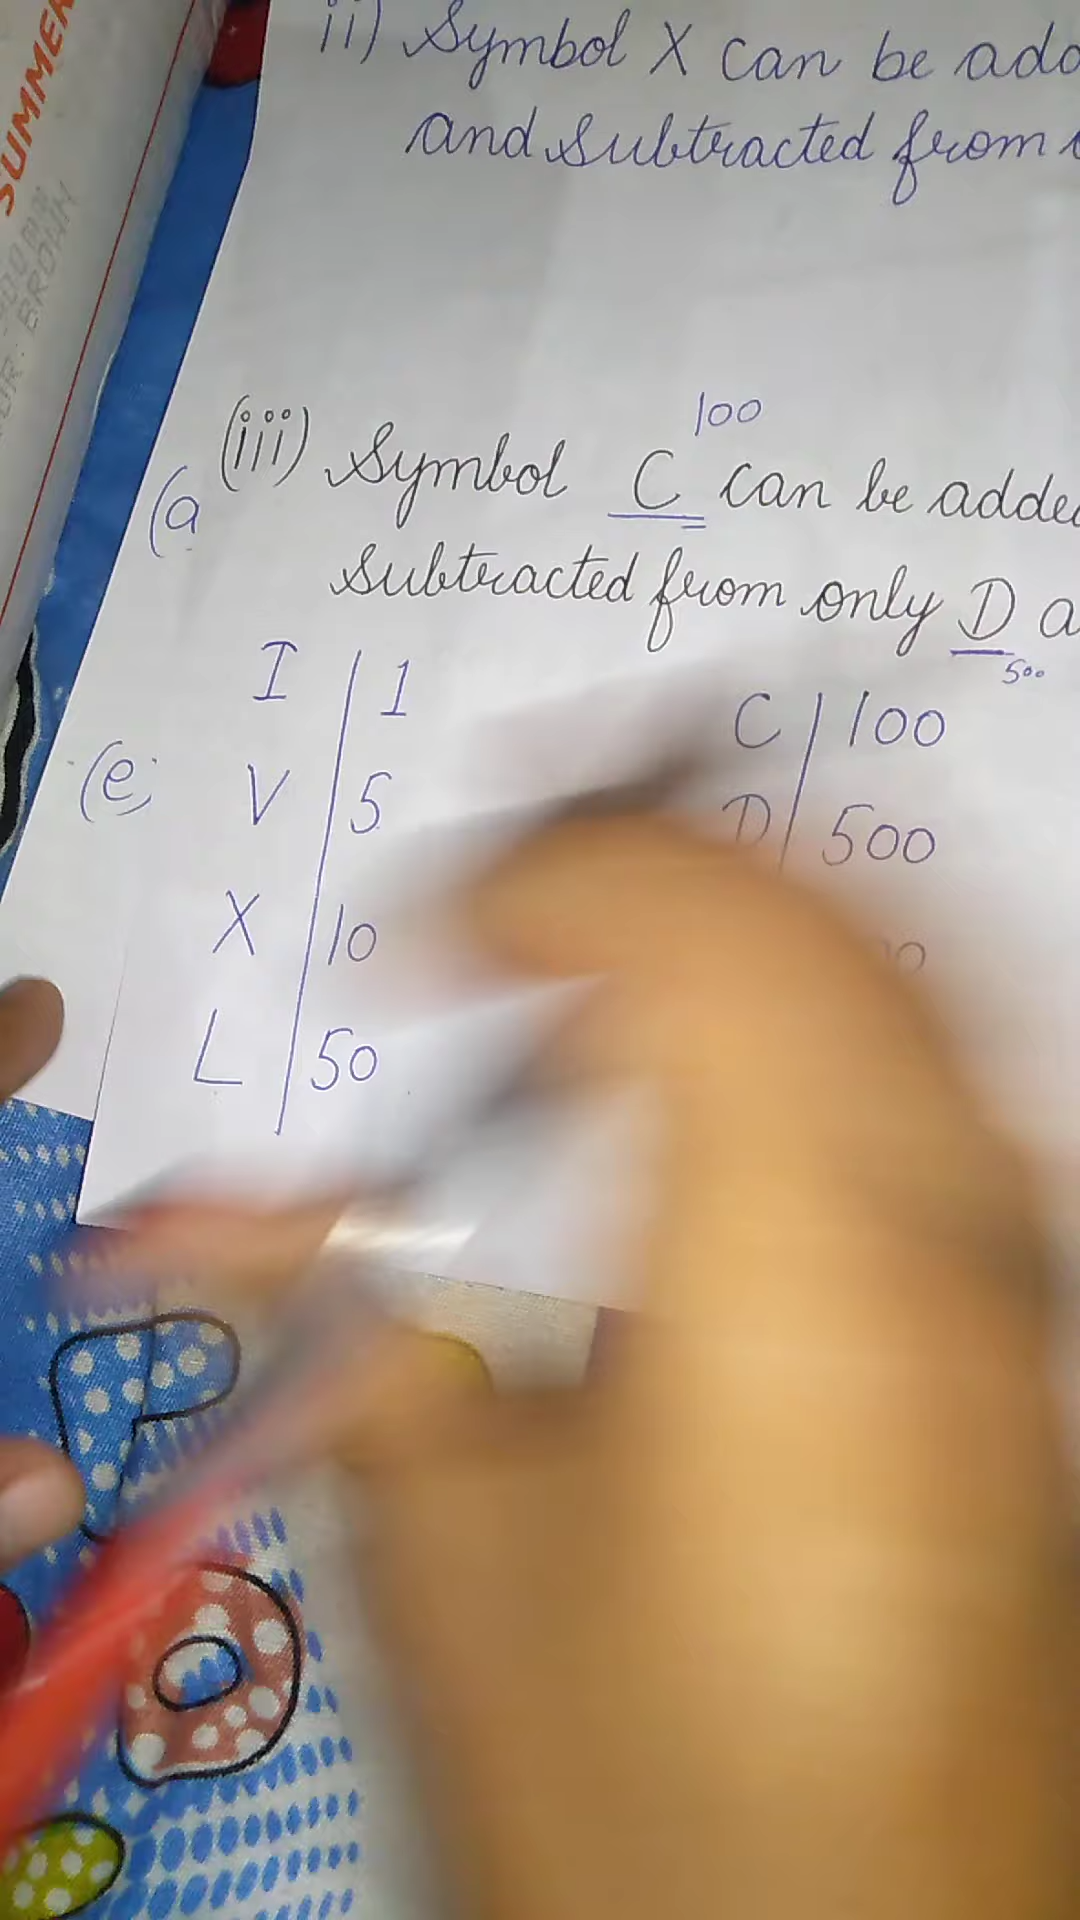 SUMMER
BROWN
ii) Symbol X can be add
and subtracted from
100
(iii) Symbol C can be adde
(a
subtracted from only D a
500
I 1 C 100
(e) V 5 D 500
X 10
L 50